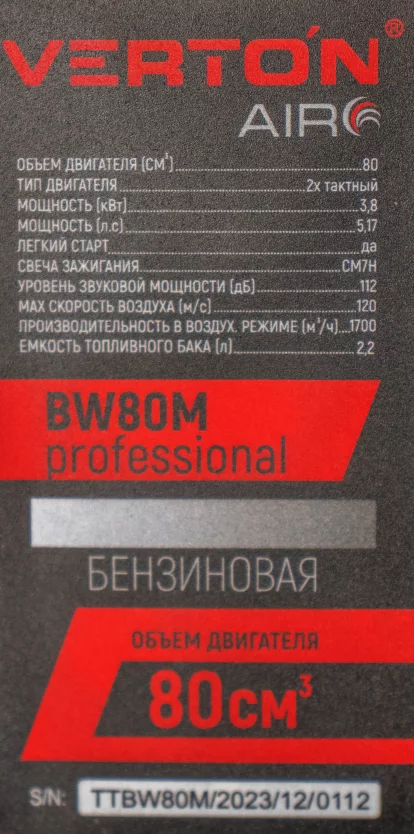 VERTON®
AIR
ОБЪЕМ ДВИГАТЕЛЯ (СМ³) 80
ТИП ДВИГАТЕЛЯ 2х тактный
МОЩНОСТЬ (кВт) 3,8
МОЩНОСТЬ (л.с) 5,17
ЛЕГКИЙ СТАРТ да
СВЕЧА ЗАЖИГАНИЯ CM7H
УРОВЕНЬ ЗВУКОВОЙ МОЩНОСТИ (дБ) 112
МАХ СКОРОСТЬ ВОЗДУХА (м/с) 120
ПРОИЗВОДИТЕЛЬНОСТЬ В ВОЗДУХ. РЕЖИМЕ (м³/ч) 1700
ЕМКОСТЬ ТОПЛИВНОГО БАКА (л) 2,2
BW80M
professional
БЕНЗИНОВАЯ
ОБЪЕМ ДВИГАТЕЛЯ
80см³
S/N: TTBW80M/2023/12/0112